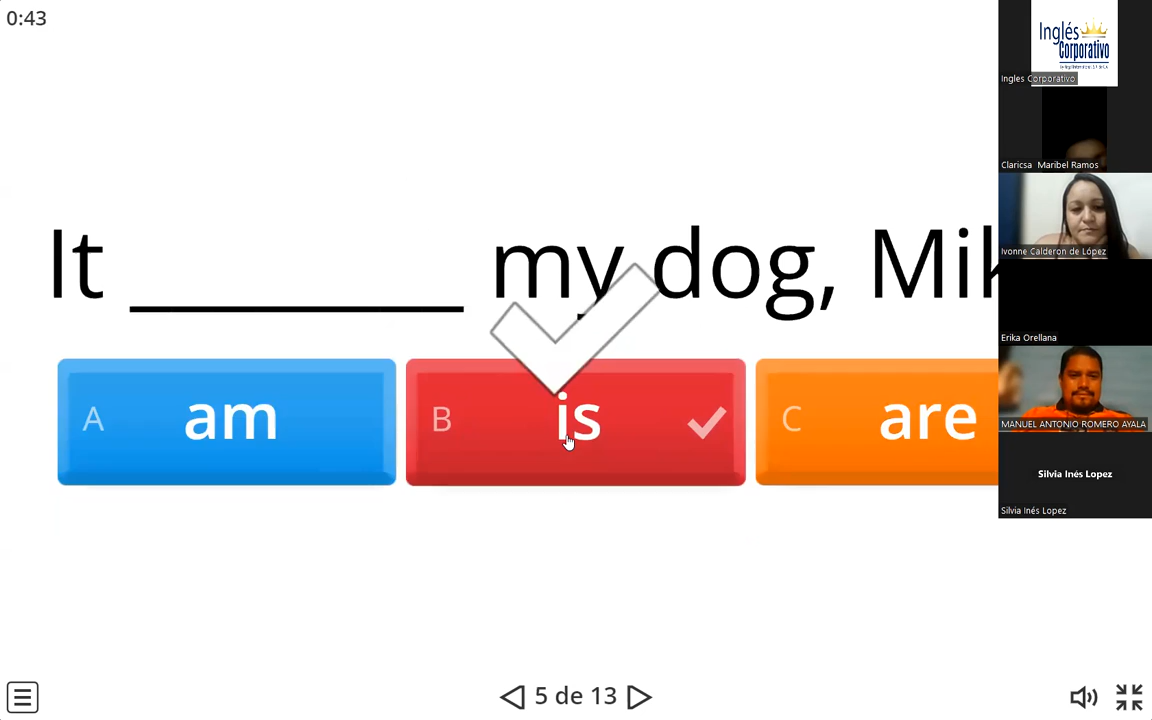 0:43
It ________ my dog, Mik
A am
B is
C are
5 de 13
Inglés
Corporativo
Ingles Corporativo
Claricsa Maribel Ramos
Ivonne Calderon de López
Erika Orellana
MANUEL ANTONIO ROMERO AYALA
Silvia Inés Lopez
Silvia Inés Lopez